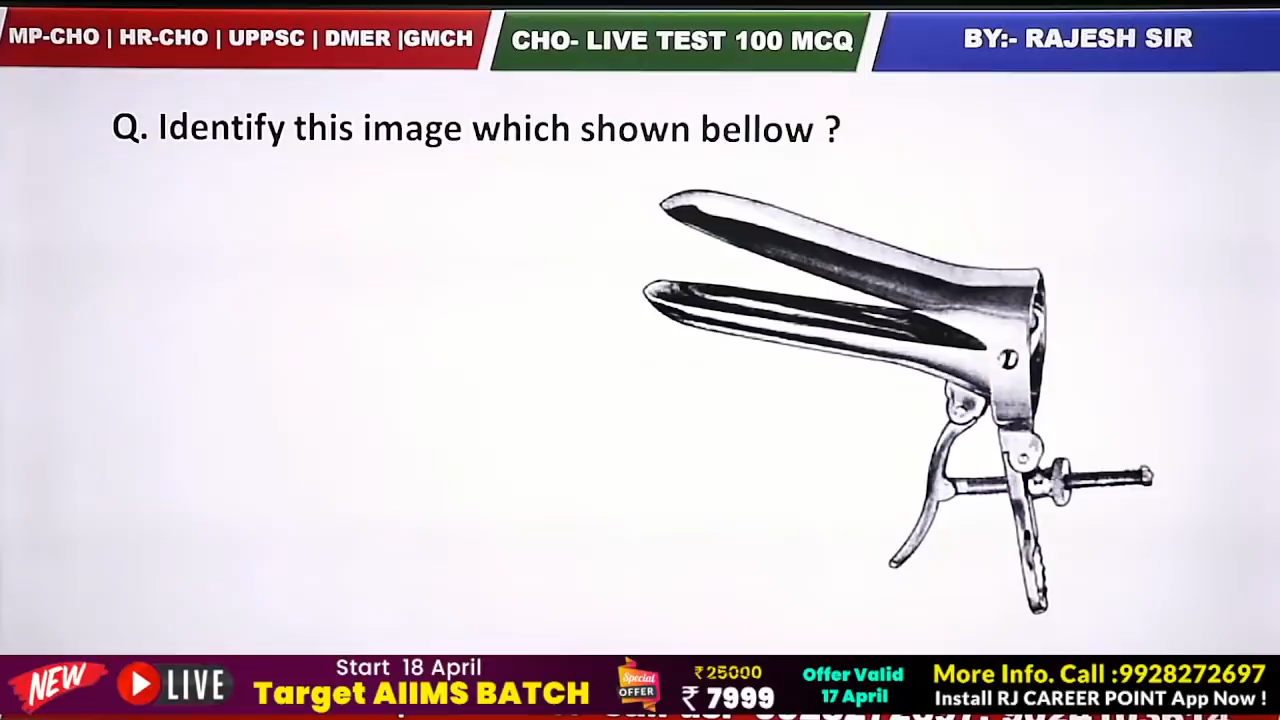 MP-CHO | HR-CHO | UPPSC | DMER |GMCH
CHO- LIVE TEST 100 MCQ
BY:- RAJESH SIR
Q. Identify this image which shown bellow ?
NEW
LIVE
Start 18 April
Target AIIMS BATCH
Special
OFFER
₹25000
₹ 7999
Offer Valid
17 April
More Info. Call :9928272697
Install RJ CAREER POINT App Now !